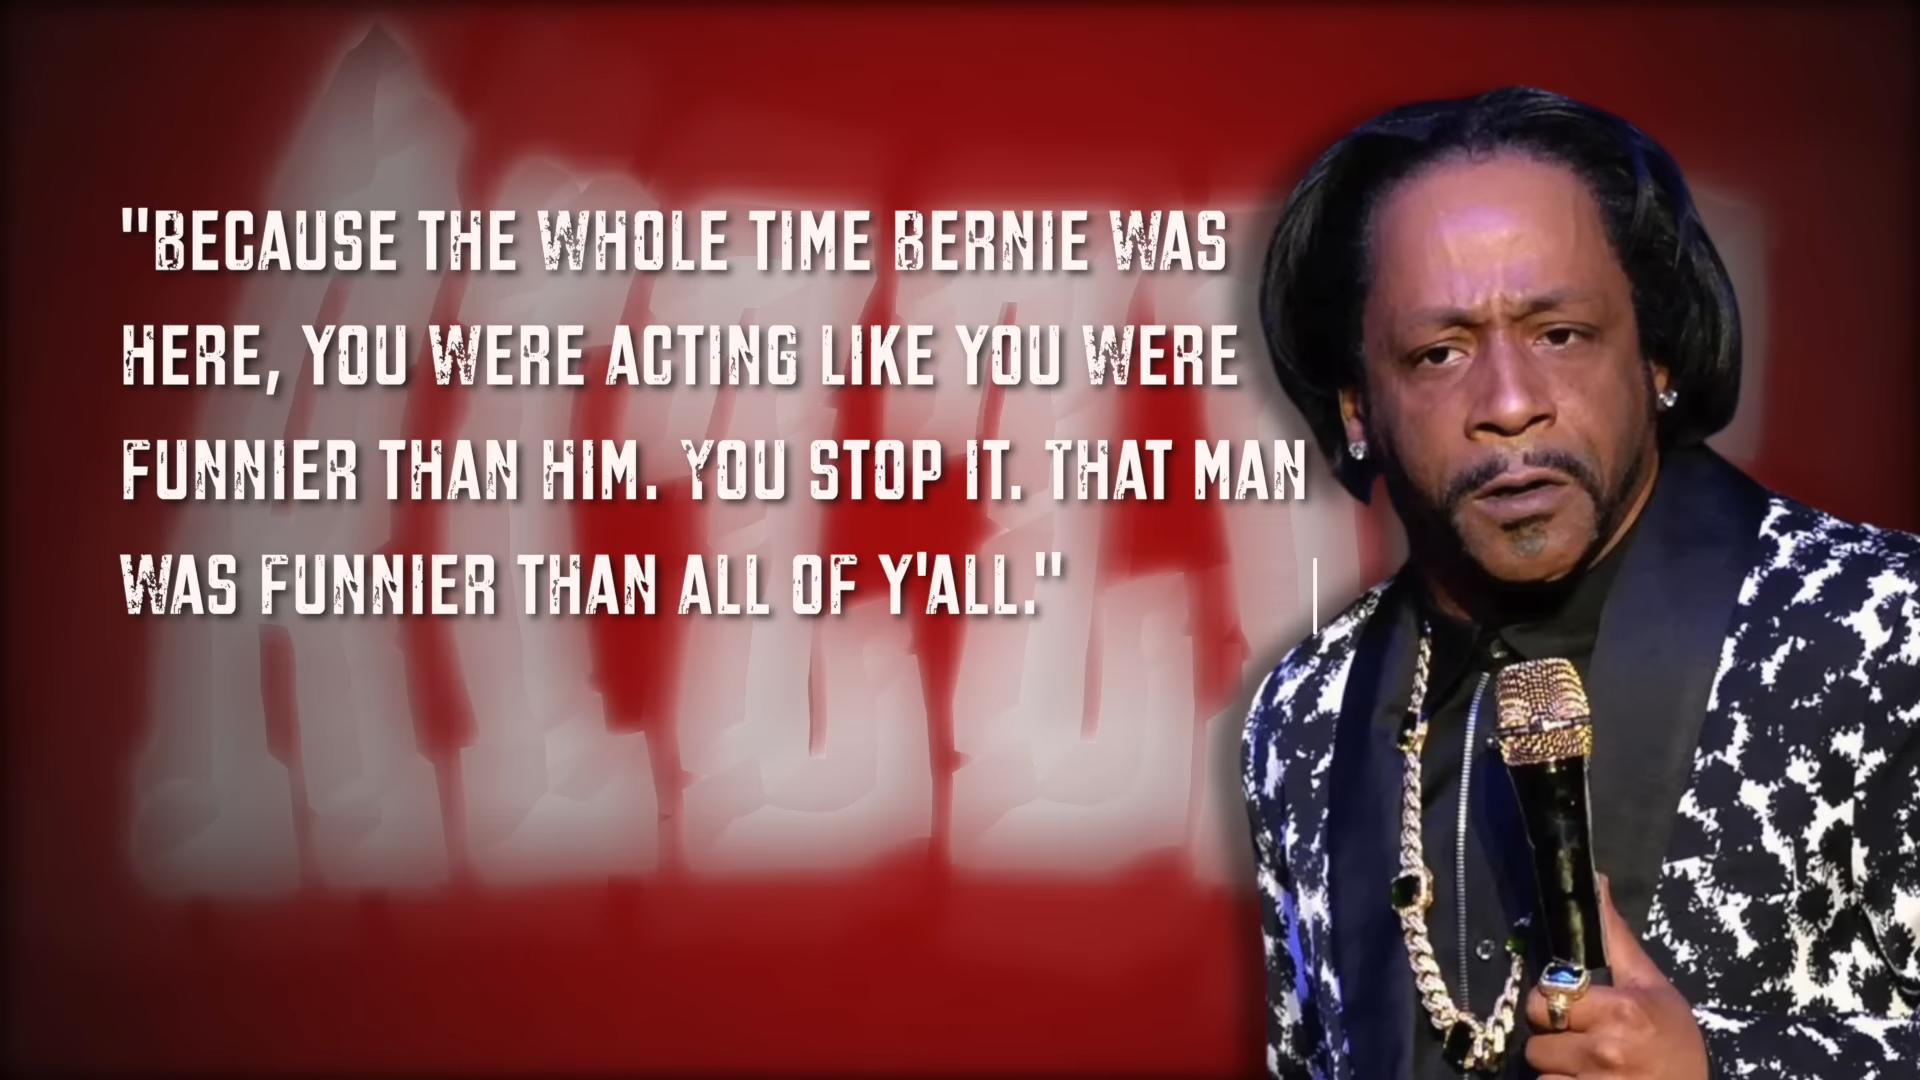 "BECAUSE THE WHOLE TIME BERNIE WAS
HERE, YOU WERE ACTING LIKE YOU WERE
FUNNIER THAN HIM. YOU STOP IT. THAT MAN
WAS FUNNIER THAN ALL OF Y'ALL."